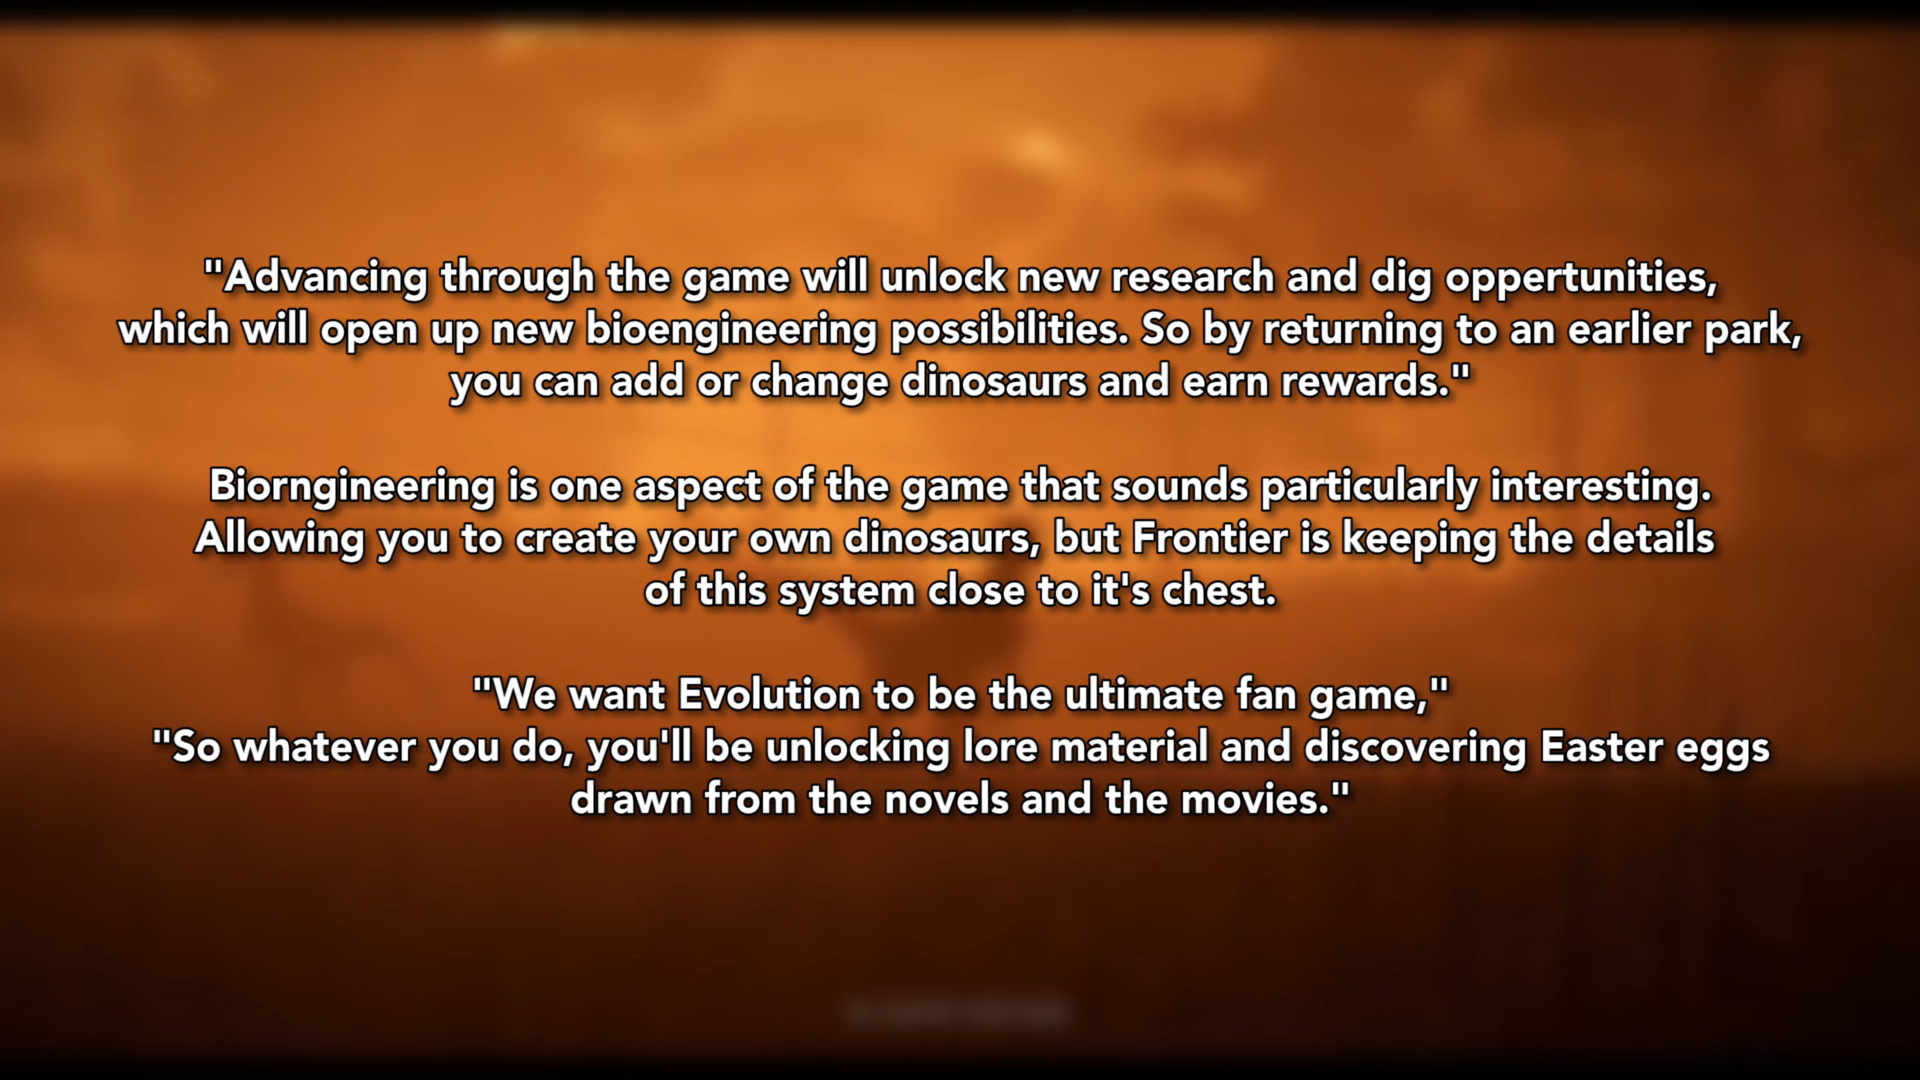 "Advancing through the game will unlock new research and dig oppertunities,
which will open up new bioengineering possibilities. So by returning to an earlier park,
you can add or change dinosaurs and earn rewards."
Biorngineering is one aspect of the game that sounds particularly interesting.
Allowing you to create your own dinosaurs, but Frontier is keeping the details
of this system close to it's chest.
"We want Evolution to be the ultimate fan game,"
"So whatever you do, you'll be unlocking lore material and discovering Easter eggs
drawn from the novels and the movies."